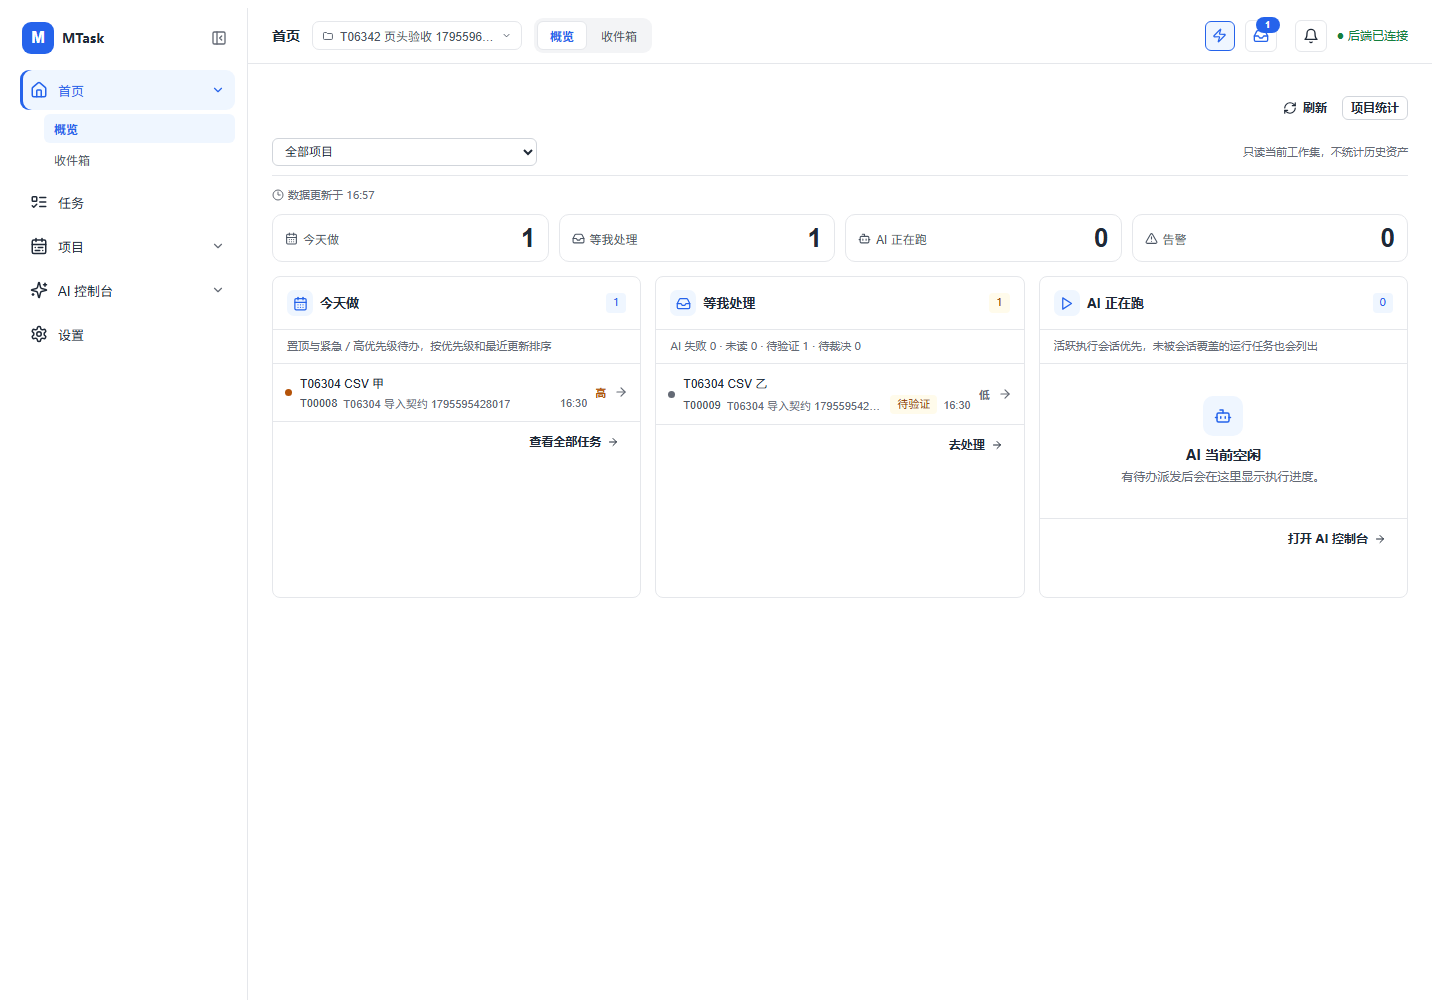 M MTask
首页
概览
收件箱
任务
项目
AI 控制台
设置
首页 T06342 页头验收 1795596... 概览 收件箱 1 后端已连接
刷新 项目统计
全部项目 只读当前工作集，不统计历史资产
数据更新于 16:57
今天做 1
等我处理 1
AI 正在跑 0
告警 0
今天做 1
置顶与紧急 / 高优先级待办，按优先级和最近更新排序
T06304 CSV 甲
T00008 T06304 导入契约 1795595428017 16:30 高
查看全部任务
等我处理 1
AI 失败 0 · 未读 0 · 待验证 1 · 待裁决 0
T06304 CSV 乙
T00009 T06304 导入契约 179559542... 待验证 16:30 低
去处理
AI 正在跑 0
活跃执行会话优先，未被会话覆盖的运行任务也会列出
AI 当前空闲
有待办派发后会在这里显示执行进度。
打开 AI 控制台